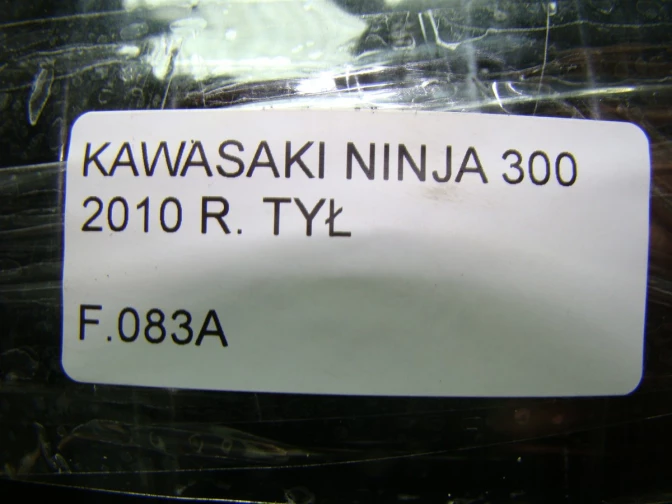 KAWASAKI NINJA 300
2010 R. TYŁ
F.083A